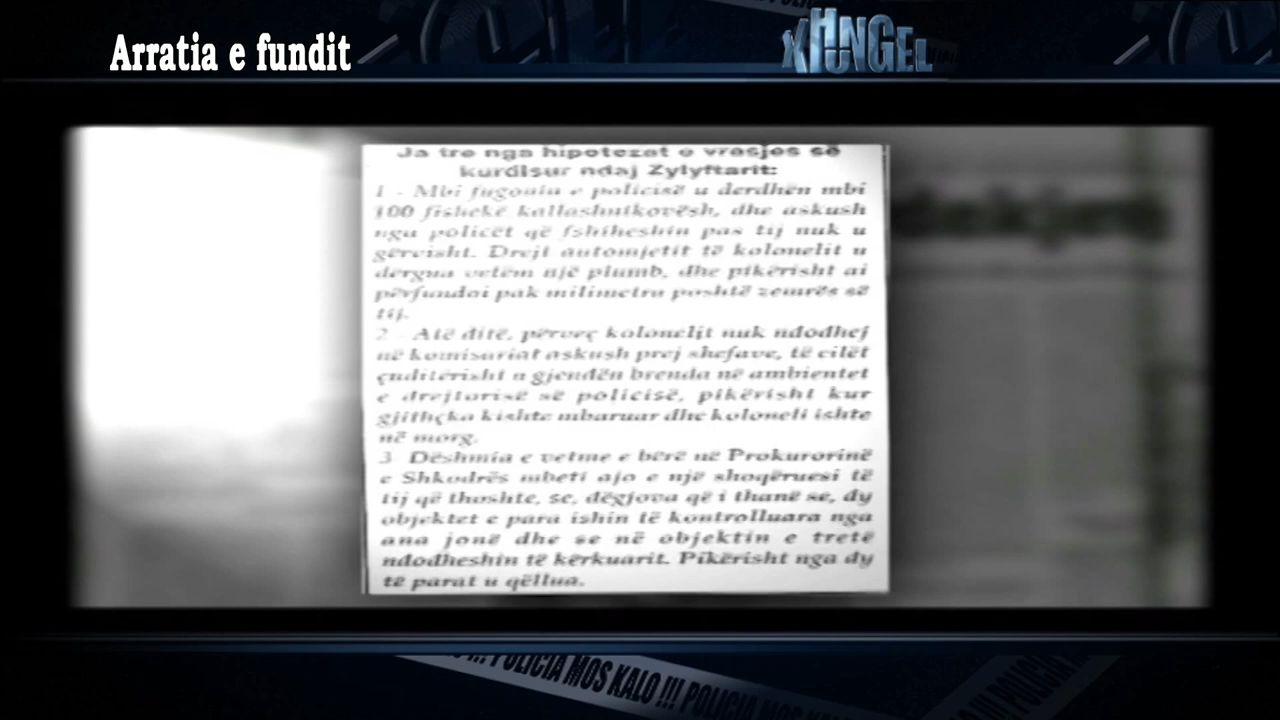 Arratia e fundit
XHUNGEL
Ja tre nga hipotezat e vrasjes së
kurdisur ndaj Zylyftarit:
1 - Mbi fugonin e policisë u derdhën mbi
100 fishekë kallashnikovësh, dhe askush
nga policët që fshiheshin pas tij nuk u
gërvisht. Drejt automjetit të kolonelit u
dërgua vetëm një plumb, dhe pikërisht ai
përfundoi pak milimetra poshtë zemrës së
tij.
2 - Atë ditë, përveç kolonelit nuk ndodhej
në komisariat askush prej shefave, të cilët
çuditërisht u gjendën brenda në ambientet
e drejtorisë së policisë, pikërisht kur
gjithçka kishte mbaruar dhe koloneli ishte
në morg.
3 Dëshmia e vetme e bërë në Prokurorinë
e Shkodrës mbeti ajo e një shoqëruesi të
tij që thoshte, se, dëgjova që i thanë se, dy
objektet e para ishin të kontrolluara nga
ana jonë dhe se në objektin e tretë
ndodheshin të kërkuarit. Pikërisht nga dy
të parat u qëllua.
!!! POLICIA MOS KALO !!! POLICIA MOS KALO
!!! POLICIA MOS